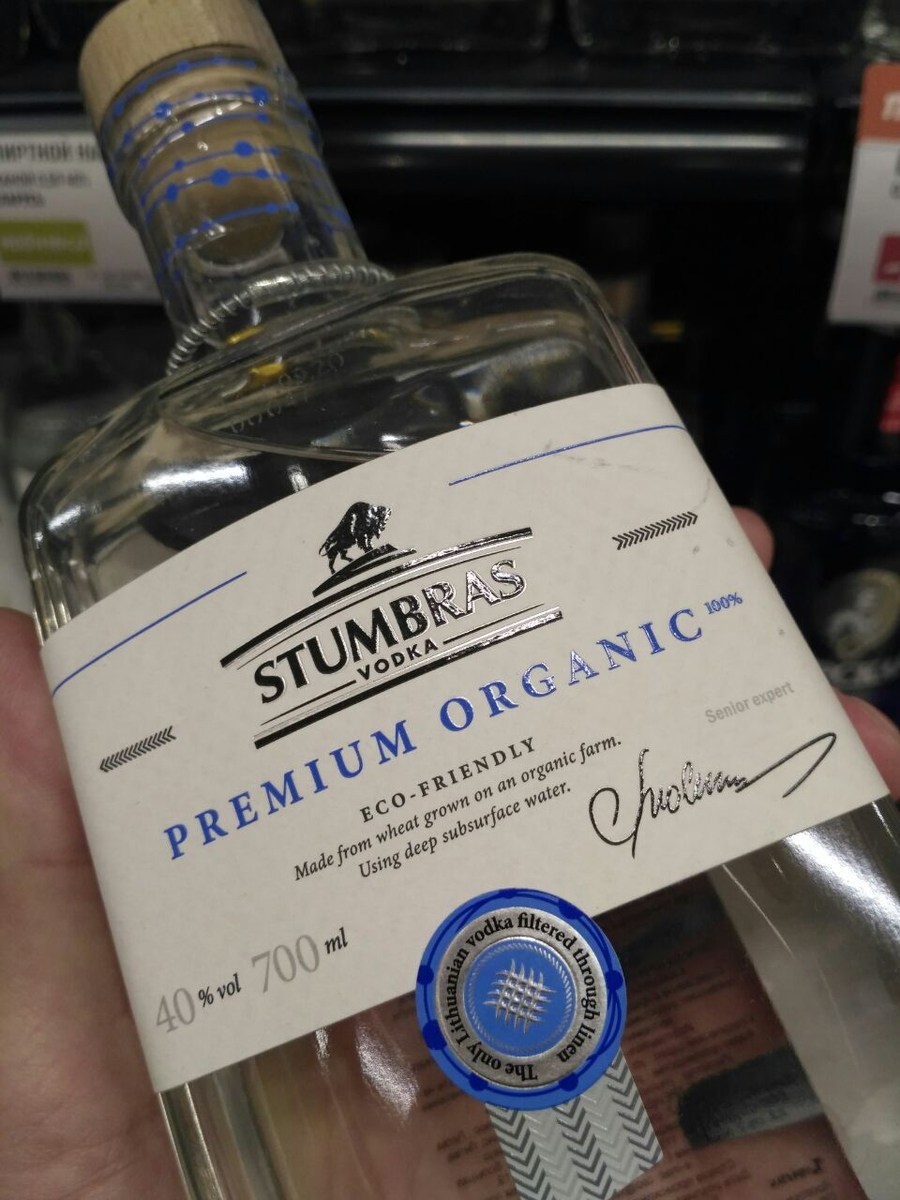 STUMBRAS
VODKA
PREMIUM ORGANIC 100%
ECO-FRIENDLY
Made from wheat grown on an organic farm.
Using deep subsurface water.
Senior expert
40 % vol 700 ml
The only Lithuanian vodka filtered through linen